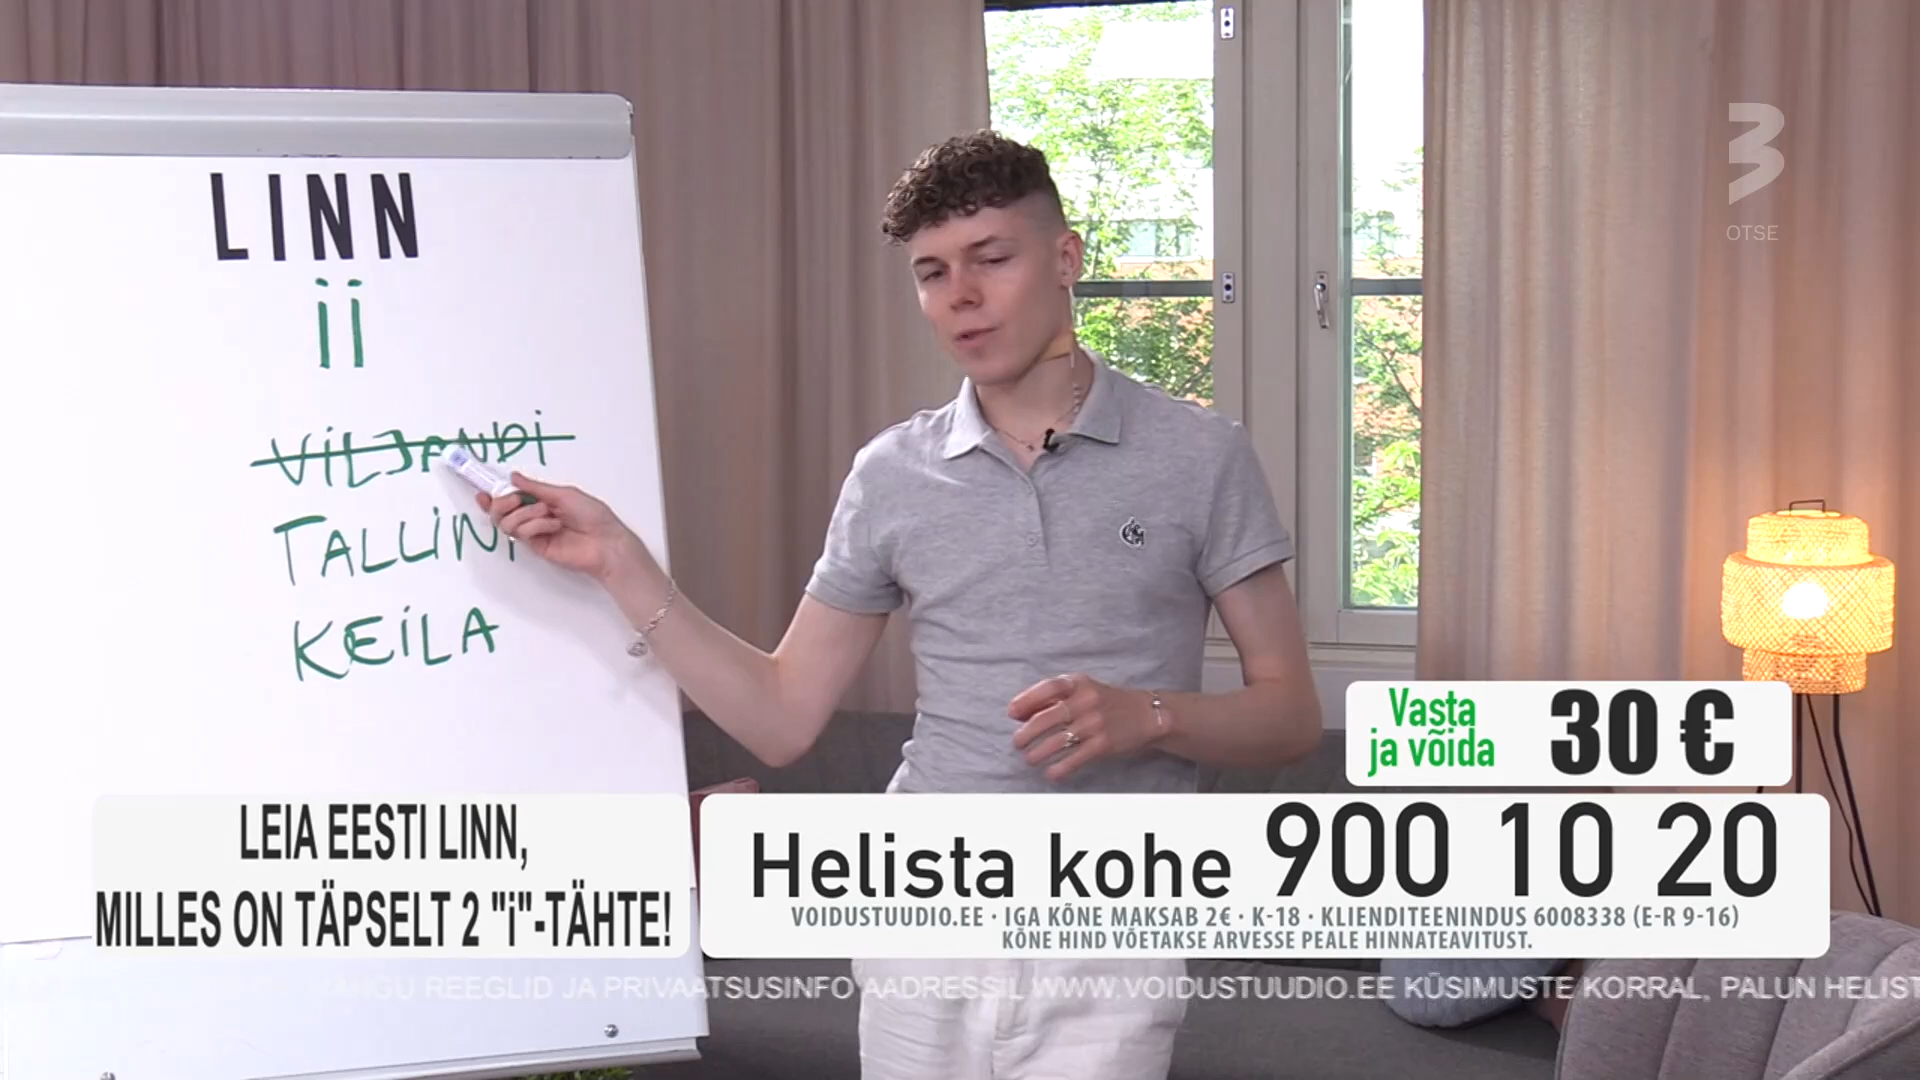 LINN
ii
ViLJANDi
TALLiN
KEiLA
3
OTSE
Vasta
ja võida
30 €
LEIA EESTI LINN,
MILLES ON TÄPSELT 2 "i"-TÄHTE!
Helista kohe 900 10 20
VOIDUSTUUDIO.EE · IGA KÕNE MAKSAB 2€ · K-18 · KLIENDITEENINDUS 6008338 (E-R 9-16)
KÕNE HIND VÕETAKSE ARVESSE PEALE HINNATEAVITUST.
REEGLID JA PRIVAATSUSINFO AADRESSIL WWW.VOIDUSTUUDIO.EE KÜSIMUSTE KORRAL, PALUN HELIST